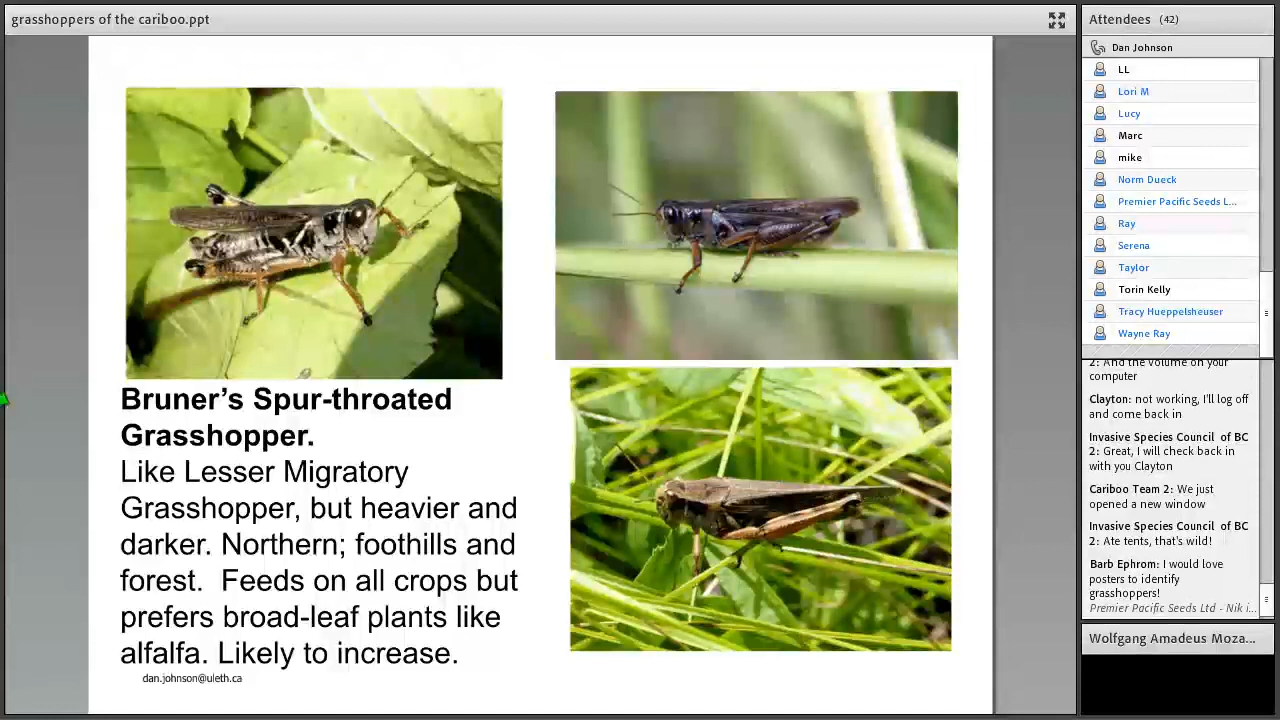 grasshoppers of the cariboo.ppt
Bruner's Spur-throated
Grasshopper.
Like Lesser Migratory
Grasshopper, but heavier and
darker. Northern; foothills and
forest.  Feeds on all crops but
prefers broad-leaf plants like
alfalfa. Likely to increase.
dan.johnson@uleth.ca
Attendees (42)
Dan Johnson
LL
Lori M
Lucy
Marc
mike
Norm Dueck
Premier Pacific Seeds L...
Ray
Serena
Taylor
Torin Kelly
Tracy Hueppelsheuser
Wayne Ray
2: And the volume on your
computer
Clayton: not working, I'll log off
and come back in
Invasive Species Council of BC
2: Great, I will check back in
with you Clayton
Cariboo Team 2: We just
opened a new window
Invasive Species Council of BC
2: Ate tents, that's wild!
Barb Ephrom: I would love
posters to identify
grasshoppers!
Premier Pacific Seeds Ltd - Nik i...
Wolfgang Amadeus Moza...